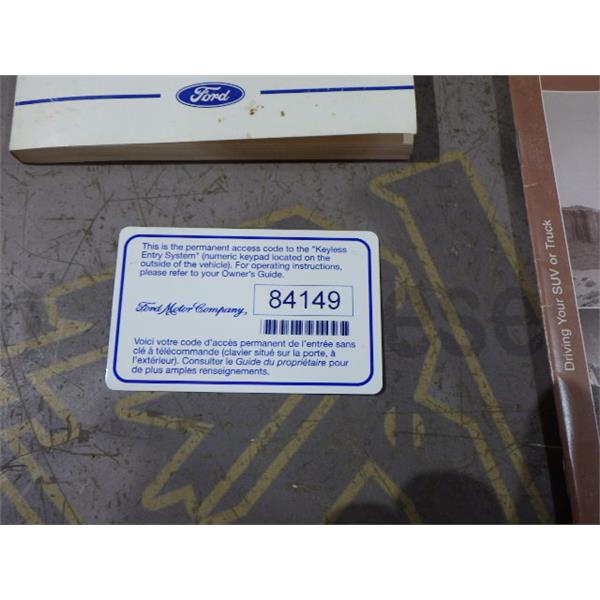 Ford
This is the permanent access code to the "Keyless
Entry System" (numeric keypad located on the
outside of the vehicle). For operating instructions,
please refer to your Owner's Guide.
Ford Motor Company,
84149
Voici votre code d'accès permanent de l'entrée sans
clé à télécommande (clavier situé sur la porte, à
l'extérieur). Consulter le Guide du propriétaire pour
de plus amples renseignements.
Driving Your SUV or Truck